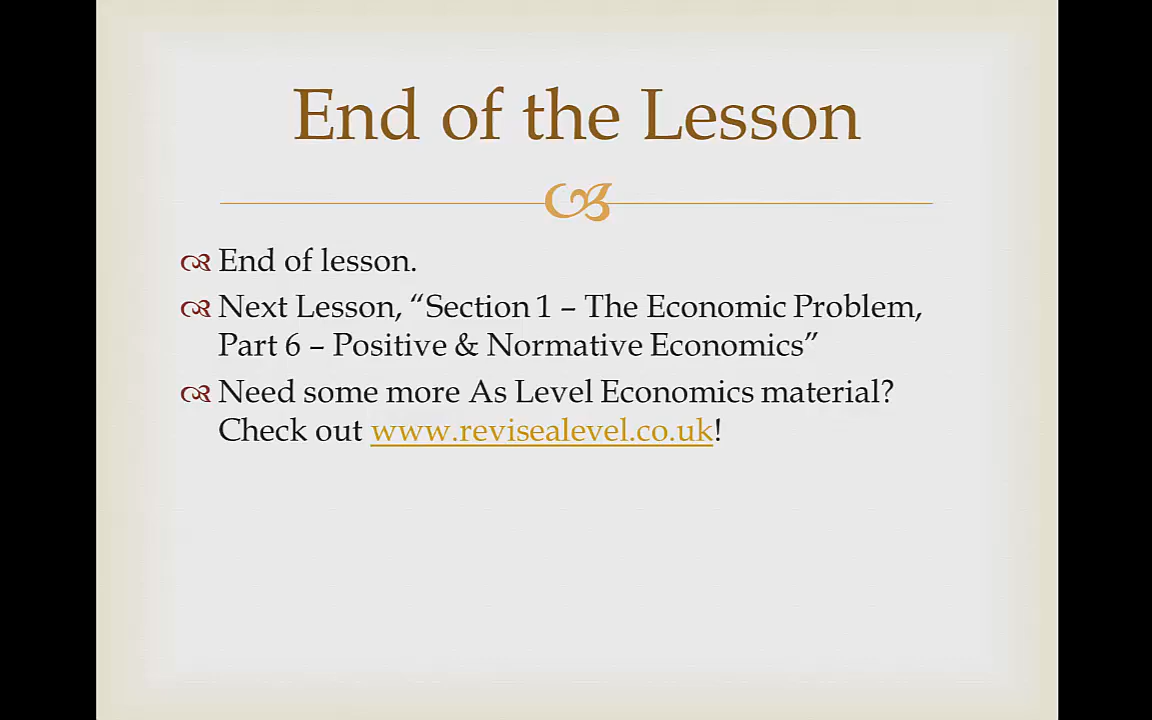 End of the Lesson
End of lesson.
Next Lesson, “Section 1 – The Economic Problem,
Part 6 – Positive & Normative Economics”
Need some more As Level Economics material?
Check out www.revisealevel.co.uk!